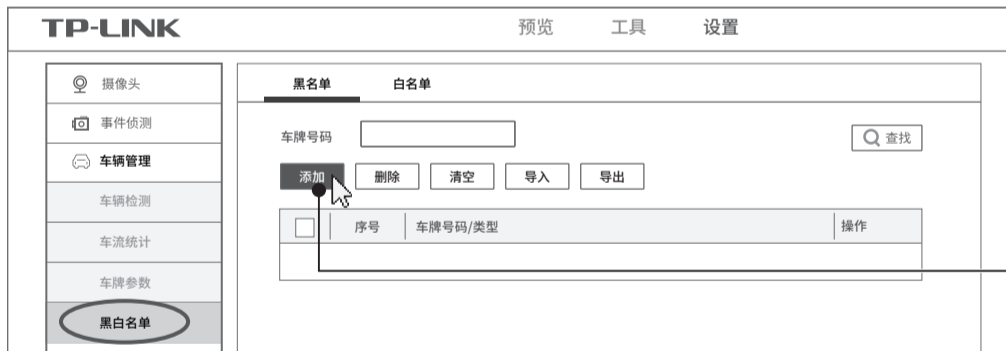 TP-LINK 预览 工具 设置
摄像头
事件侦测
车辆管理
车辆检测
车流统计
车牌参数
黑白名单
黑名单 白名单
车牌号码 查找
添加 删除 清空 导入 导出
序号 车牌号码/类型 操作